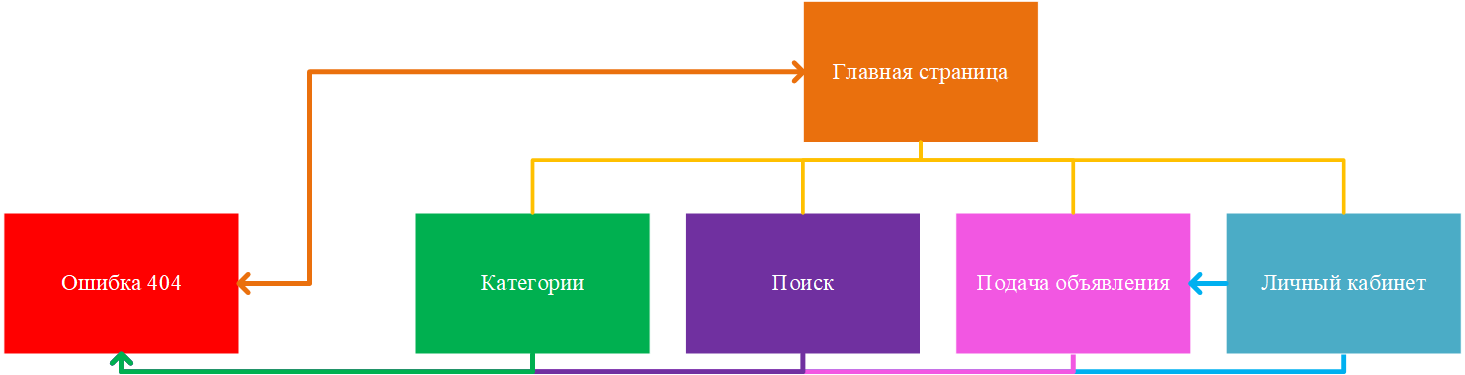 Главная страница
Ошибка 404
Категории
Поиск
Подача объявления
Личный кабинет